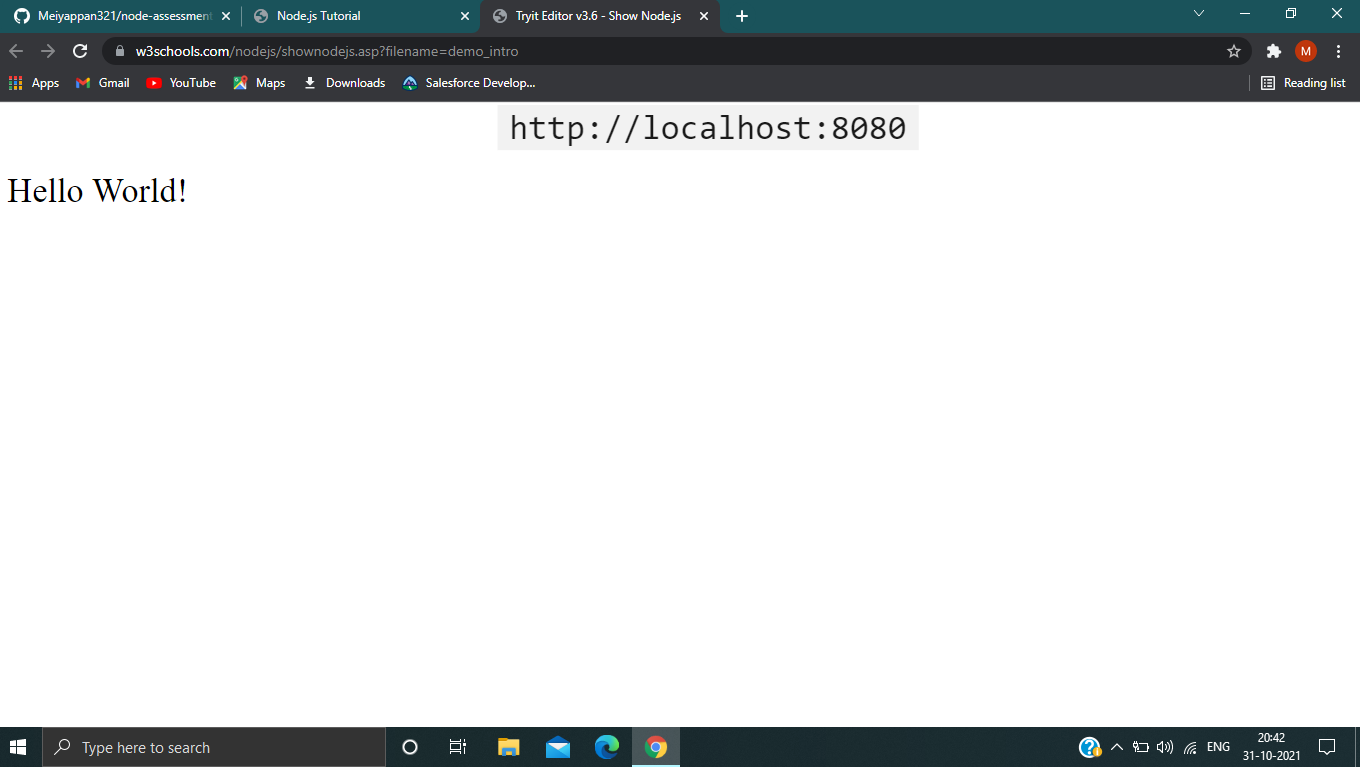 Meiyappan321/node-assessment
Node.js Tutorial
Tryit Editor v3.6 - Show Node.js
w3schools.com/nodejs/shownodejs.asp?filename=demo_intro
M
Apps
Gmail
YouTube
Maps
Downloads
Salesforce Develop...
Reading list
http://localhost:8080
Hello World!
Type here to search
ENG
20:42
31-10-2021